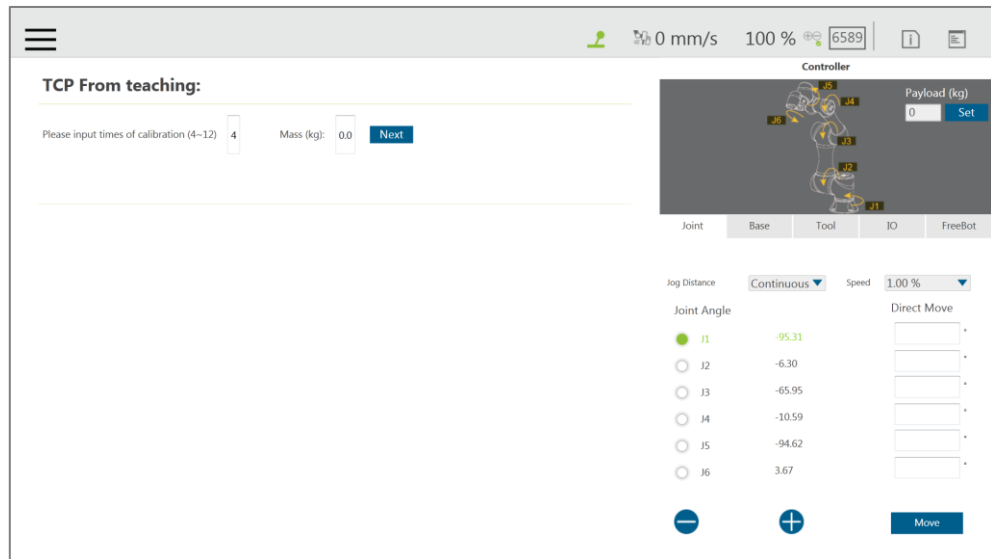 0 mm/s 100 % 6589
TCP From teaching:
Please input times of calibration (4~12) 4 Mass (kg): 0.0 Next
Controller
Payload (kg)
0 Set
J5
J4
J6
J3
J2
J1
Joint Base Tool IO FreeBot
Jog Distance Continuous Speed 1.00 %
Joint Angle Direct Move
J1 -95.31 °
J2 -6.30 °
J3 -65.95 °
J4 -10.59 °
J5 -94.62 °
J6 3.67 °
Move